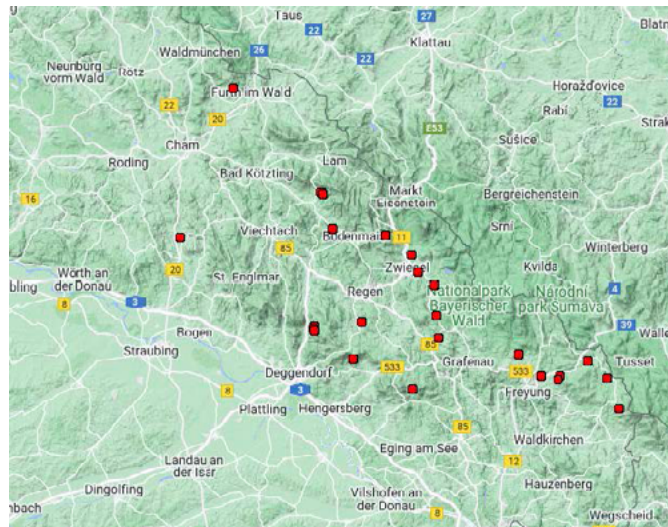 Taus
27
Klattau
Blatn
Waldmünchen
26
22
22
Neunburg
vorm Wald
Rötz
Furth im Wald
Horažďovice
22
22
20
Rabí
Strak
E53
Cham
Sušice
Roding
Lam
Bad Kötzting
16
Markt
Eisenstein
Bergreichenstein
Viechtach
Bodenmais
11
Srní
85
Winterberg
Zwiesel
Kvilda
20
St. Englmar
Wörth an
der Donau
bling
8
Regen
Nationalpark
Bayerischer
Wald
Národní
park Šumava
4
3
39
Bogen
Straubing
85
Walle
Grafenau
Tusset
Deggendorf
533
533
8
3
Freyung
Plattling
Hengersberg
85
Waldkirchen
Eging am See
12
Landau an
der Isar
Hauzenberg
Dingolfing
Vilshofen an
der Donau
nbach
8
Wegscheid